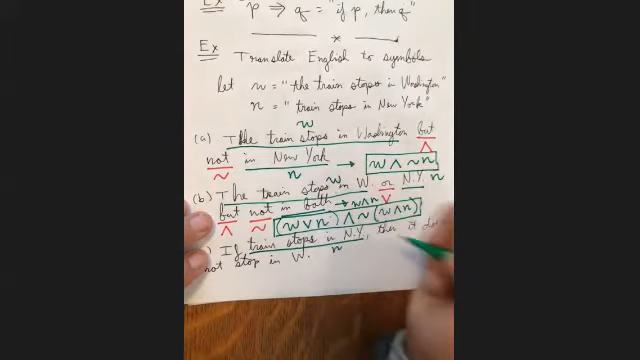 Ex p ⇒ q = "if p, then q"
*
Ex Translate English to symbols
Let w = "the train stops in Washington"
n = "train stops in New York"
w
(a) The train stops in Washington but
∧
not in New York → w ∧ ~n
~ n
w n
(b) The train stops in W. or N.Y.
∨
but not in both → w∧n
∧ ~ (w ∨ n) ∧ ~(w ∧ n)
) If train stops in N.Y., then it
n
not stop in W.